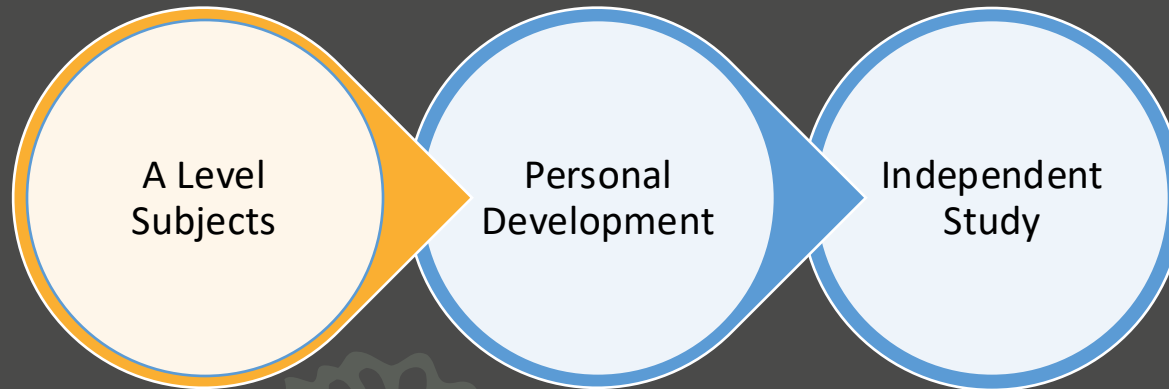 A Level
Subjects
Personal
Development
Independent
Study